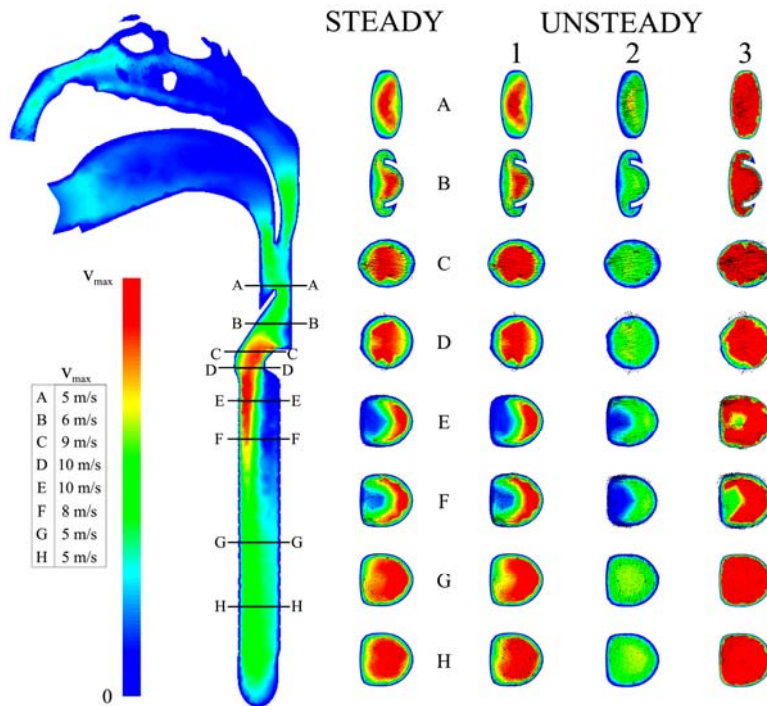 STEADY UNSTEADY
1 2 3
A
B
C
D
E
F
G
H
A A
B B
C C
D D
E E
F F
G G
H H
vmax
0
vmax
A 5 m/s
B 6 m/s
C 9 m/s
D 10 m/s
E 10 m/s
F 8 m/s
G 5 m/s
H 5 m/s